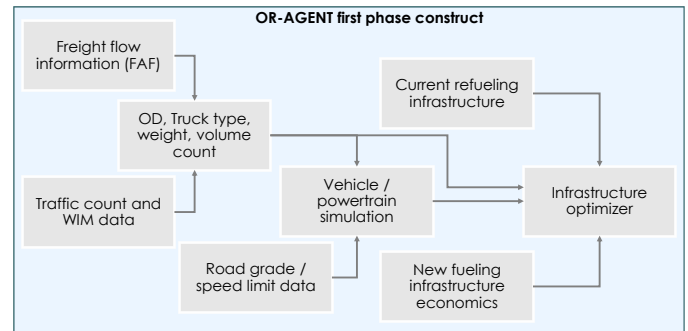 OR-AGENT first phase construct
Freight flow
information (FAF)
Current refueling
infrastructure
OD, Truck type,
weight, volume
count
Traffic count and
WIM data
Vehicle /
powertrain
simulation
Infrastructure
optimizer
Road grade /
speed limit data
New fueling
infrastructure
economics